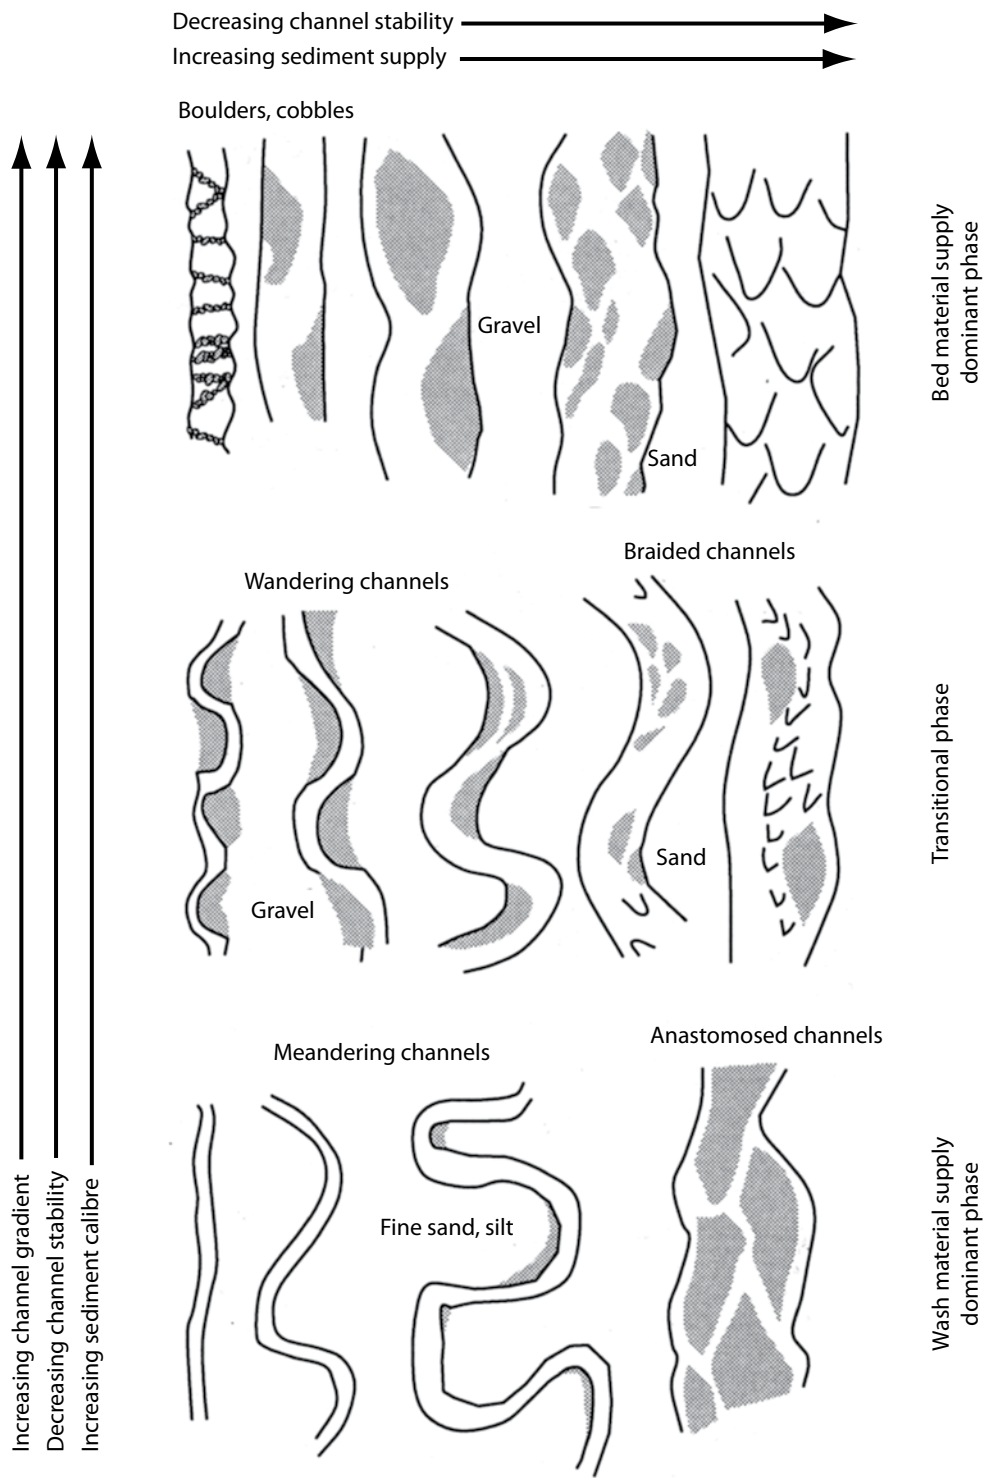 Decreasing channel stability
Increasing sediment supply
Boulders, cobbles
Gravel
Sand
Bed material supply
dominant phase
Braided channels
Wandering channels
Sand
Gravel
Transitional phase
Anastomosed channels
Meandering channels
Fine sand, silt
Wash material supply
dominant phase
Increasing channel gradient
Decreasing channel stability
Increasing sediment calibre